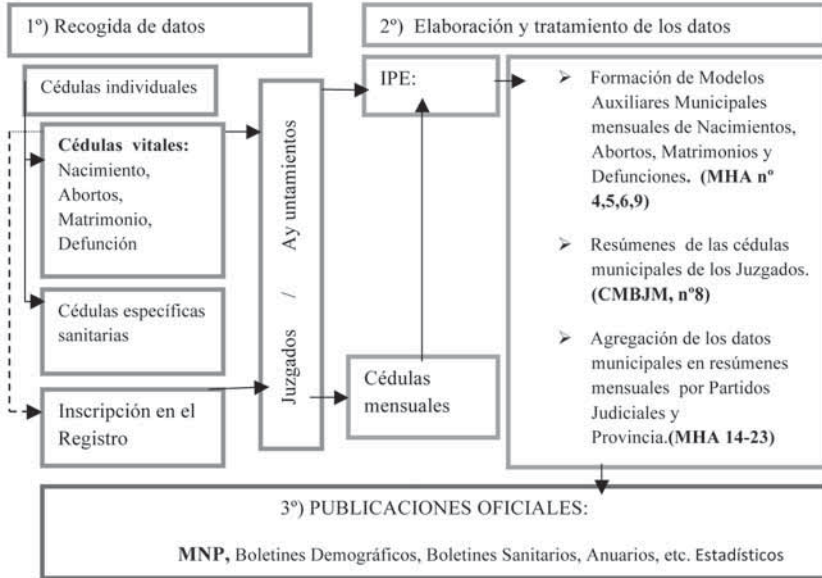 1º) Recogida de datos
2º) Elaboración y tratamiento de los datos
Cédulas individuales
Cédulas vitales:
Nacimiento,
Abortos,
Matrimonio,
Defunción
Cédulas específicas
sanitarias
Inscripción en el
Registro
Juzgados / Ay untamientos
IPE:
Cédulas
mensuales
➢ Formación de Modelos
Auxiliares Municipales
mensuales de Nacimientos,
Abortos, Matrimonios y
Defunciones. (MHA nº
4,5,6,9)
➢ Resúmenes de las cédulas
municipales de los Juzgados.
(CMBJM, nº8)
➢ Agregación de los datos
municipales en resúmenes
mensuales por Partidos
Judiciales y
Provincia.(MHA 14-23)
3º) PUBLICACIONES OFICIALES:
MNP, Boletines Demográficos, Boletines Sanitarios, Anuarios, etc. Estadísticos